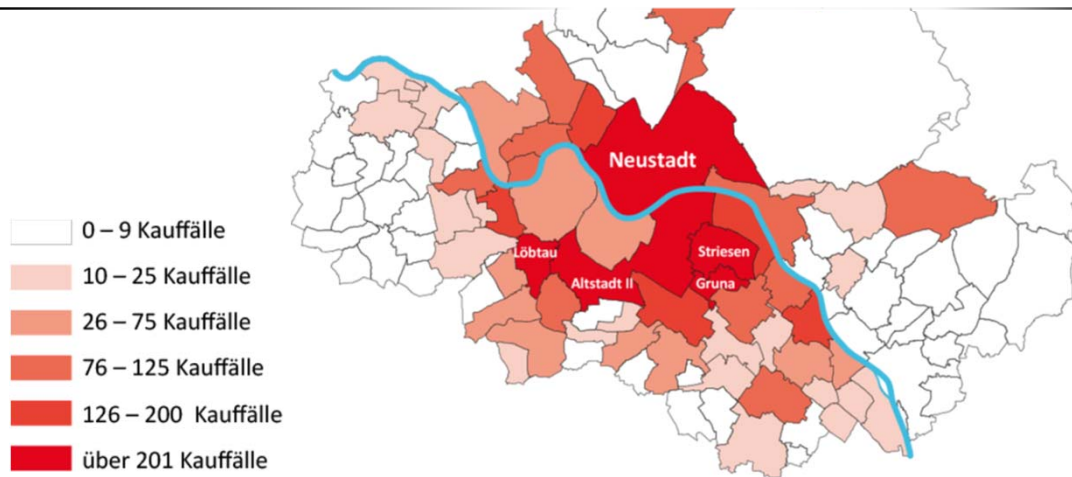 Neustadt
Striesen
Löbtau
Altstadt II
Gruna
0 – 9 Kauffälle
10 – 25 Kauffälle
26 – 75 Kauffälle
76 – 125 Kauffälle
126 – 200 Kauffälle
über 201 Kauffälle